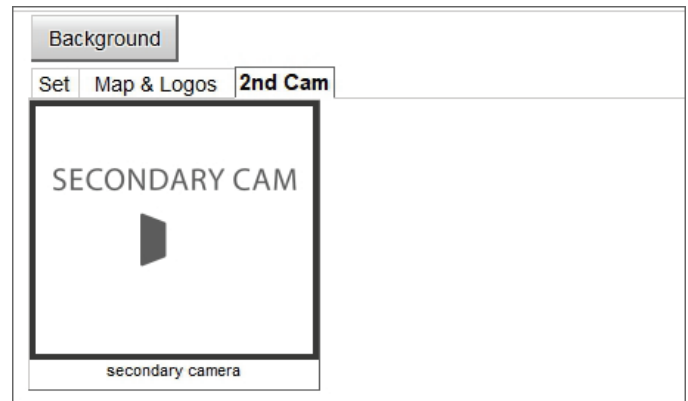 Background
Set Map & Logos 2nd Cam
SECONDARY CAM
secondary camera